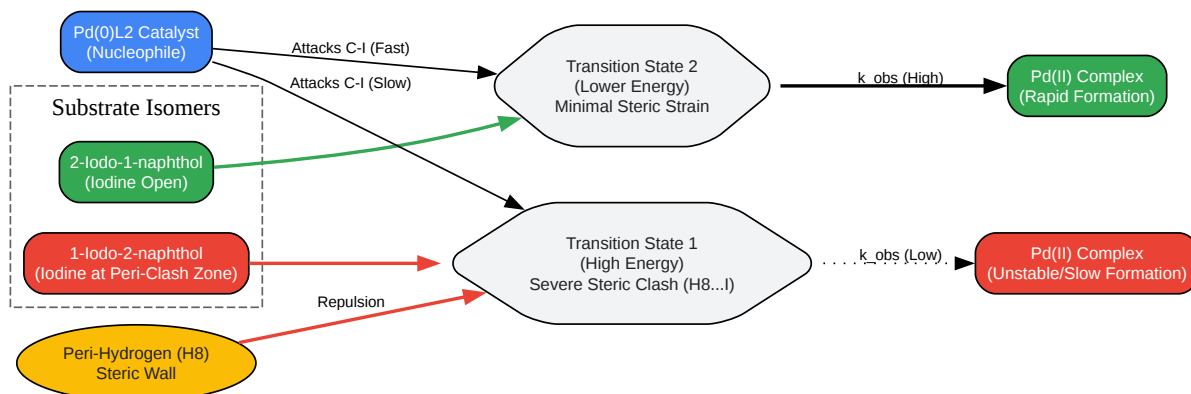 Pd(0)L2 Catalyst
(Nucleophile)
Attacks C-I (Fast)
Attacks C-I (Slow)
Transition State 2
(Lower Energy)
Minimal Steric Strain
k_obs (High)
Pd(II) Complex
(Rapid Formation)
Substrate Isomers
2-Iodo-1-naphthol
(Iodine Open)
1-Iodo-2-naphthol
(Iodine at Peri-Clash Zone)
Transition State 1
(High Energy)
Severe Steric Clash (H8...I)
k_obs (Low)
Pd(II) Complex
(Unstable/Slow Formation)
Repulsion
Peri-Hydrogen (H8)
Steric Wall